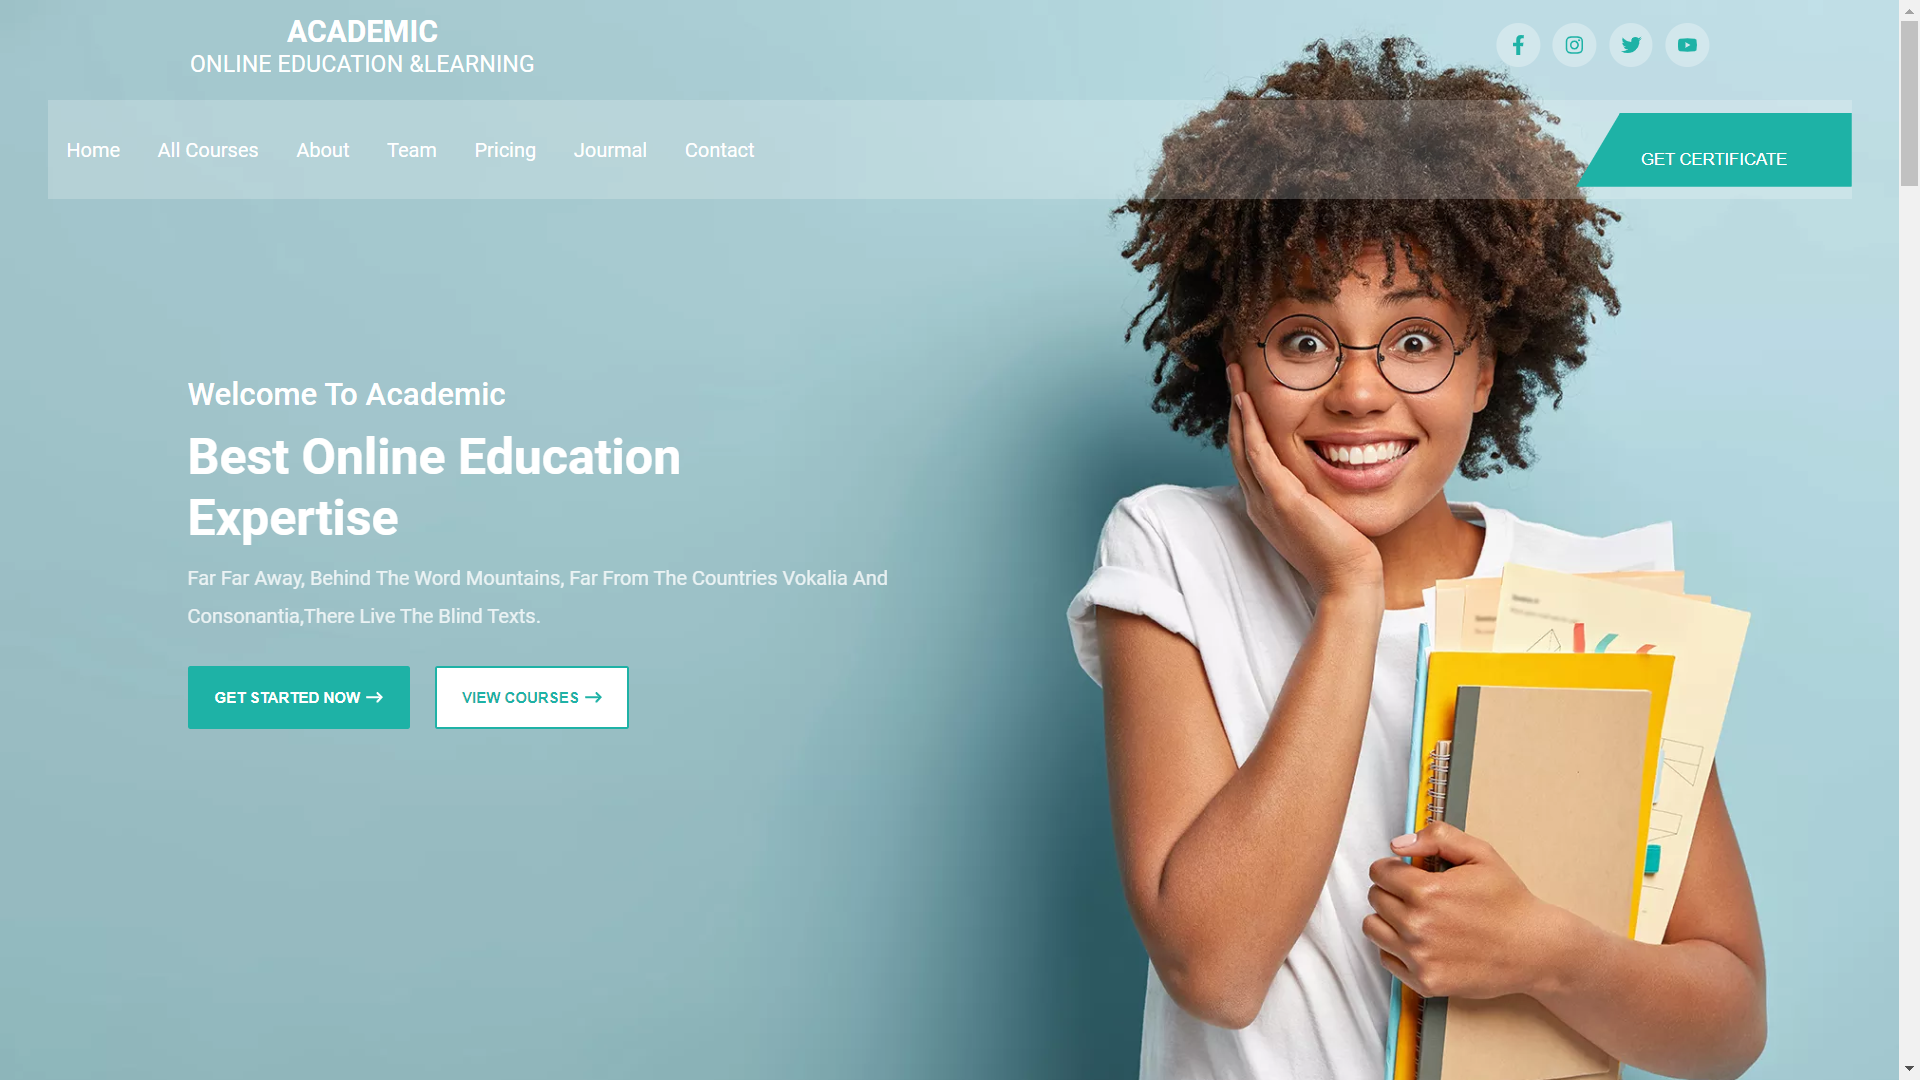 ACADEMIC
ONLINE EDUCATION &LEARNING
Home All Courses About Team Pricing Jourmal Contact
GET CERTIFICATE
Welcome To Academic
Best Online Education
Expertise
Far Far Away, Behind The Word Mountains, Far From The Countries Vokalia And
Consonantia,There Live The Blind Texts.
GET STARTED NOW →
VIEW COURSES →